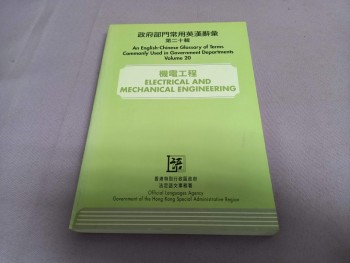 政府部門常用英漢辭彙
第二十輯
An English-Chinese Glossary of Terms
Commonly Used in Government Departments
Volume 20
機電工程
ELECTRICAL AND
MECHANICAL ENGINEERING
香港特別行政區政府
法定語文事務署
Official Languages Agency
Government of the Hong Kong Special Administrative Region